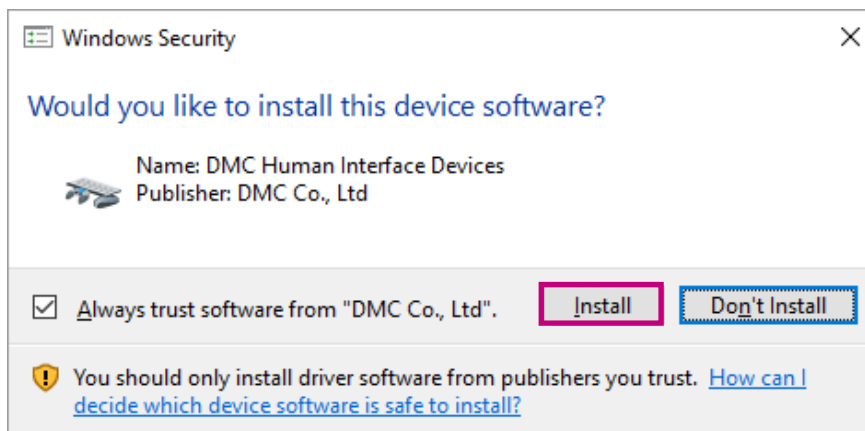 Windows Security
Would you like to install this device software?
Name: DMC Human Interface Devices
Publisher: DMC Co., Ltd
Always trust software from "DMC Co., Ltd".
Install
Don't Install
You should only install driver software from publishers you trust. How can I
decide which device software is safe to install?